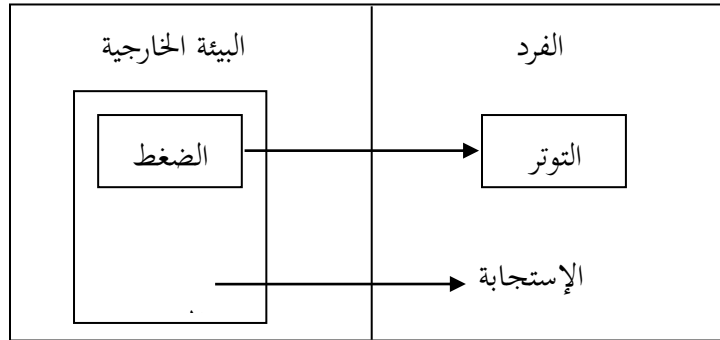 الفرد
البيئة الخارجية
التوتر
الضغط
الإستجابة